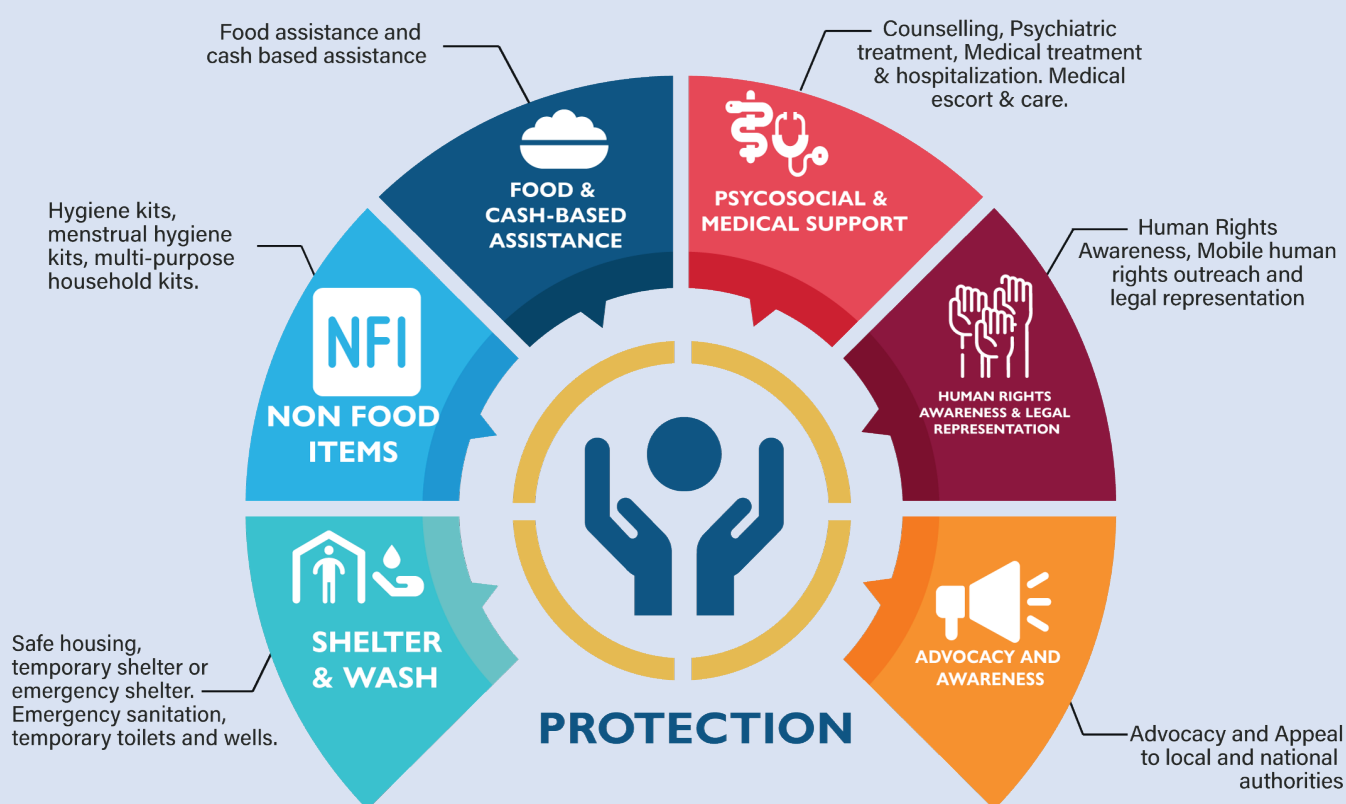 Food assistance and
cash based assistance
Counselling, Psychiatric
treatment, Medical treatment
& hospitalization. Medical
escort & care.
FOOD &
CASH-BASED
ASSISTANCE
PSYCOSOCIAL &
MEDICAL SUPPORT
Hygiene kits,
menstrual hygiene
kits, multi-purpose
household kits.
NFI
NON FOOD
ITEMS
Human Rights
Awareness, Mobile human
rights outreach and
legal representation
HUMAN RIGHTS
AWARENESS & LEGAL
REPRESENTATION
SHELTER
& WASH
Safe housing,
temporary shelter or
emergency shelter.
Emergency sanitation,
temporary toilets and wells.
ADVOCACY AND
AWARENESS
Advocacy and Appeal
to local and national
authorities
PROTECTION